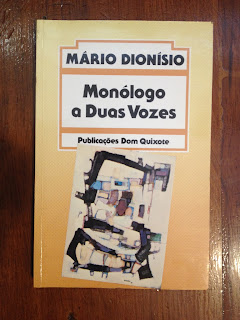 MÁRIO DIONÍSIO
Monólogo
a Duas Vozes
Publicações Dom Quixote